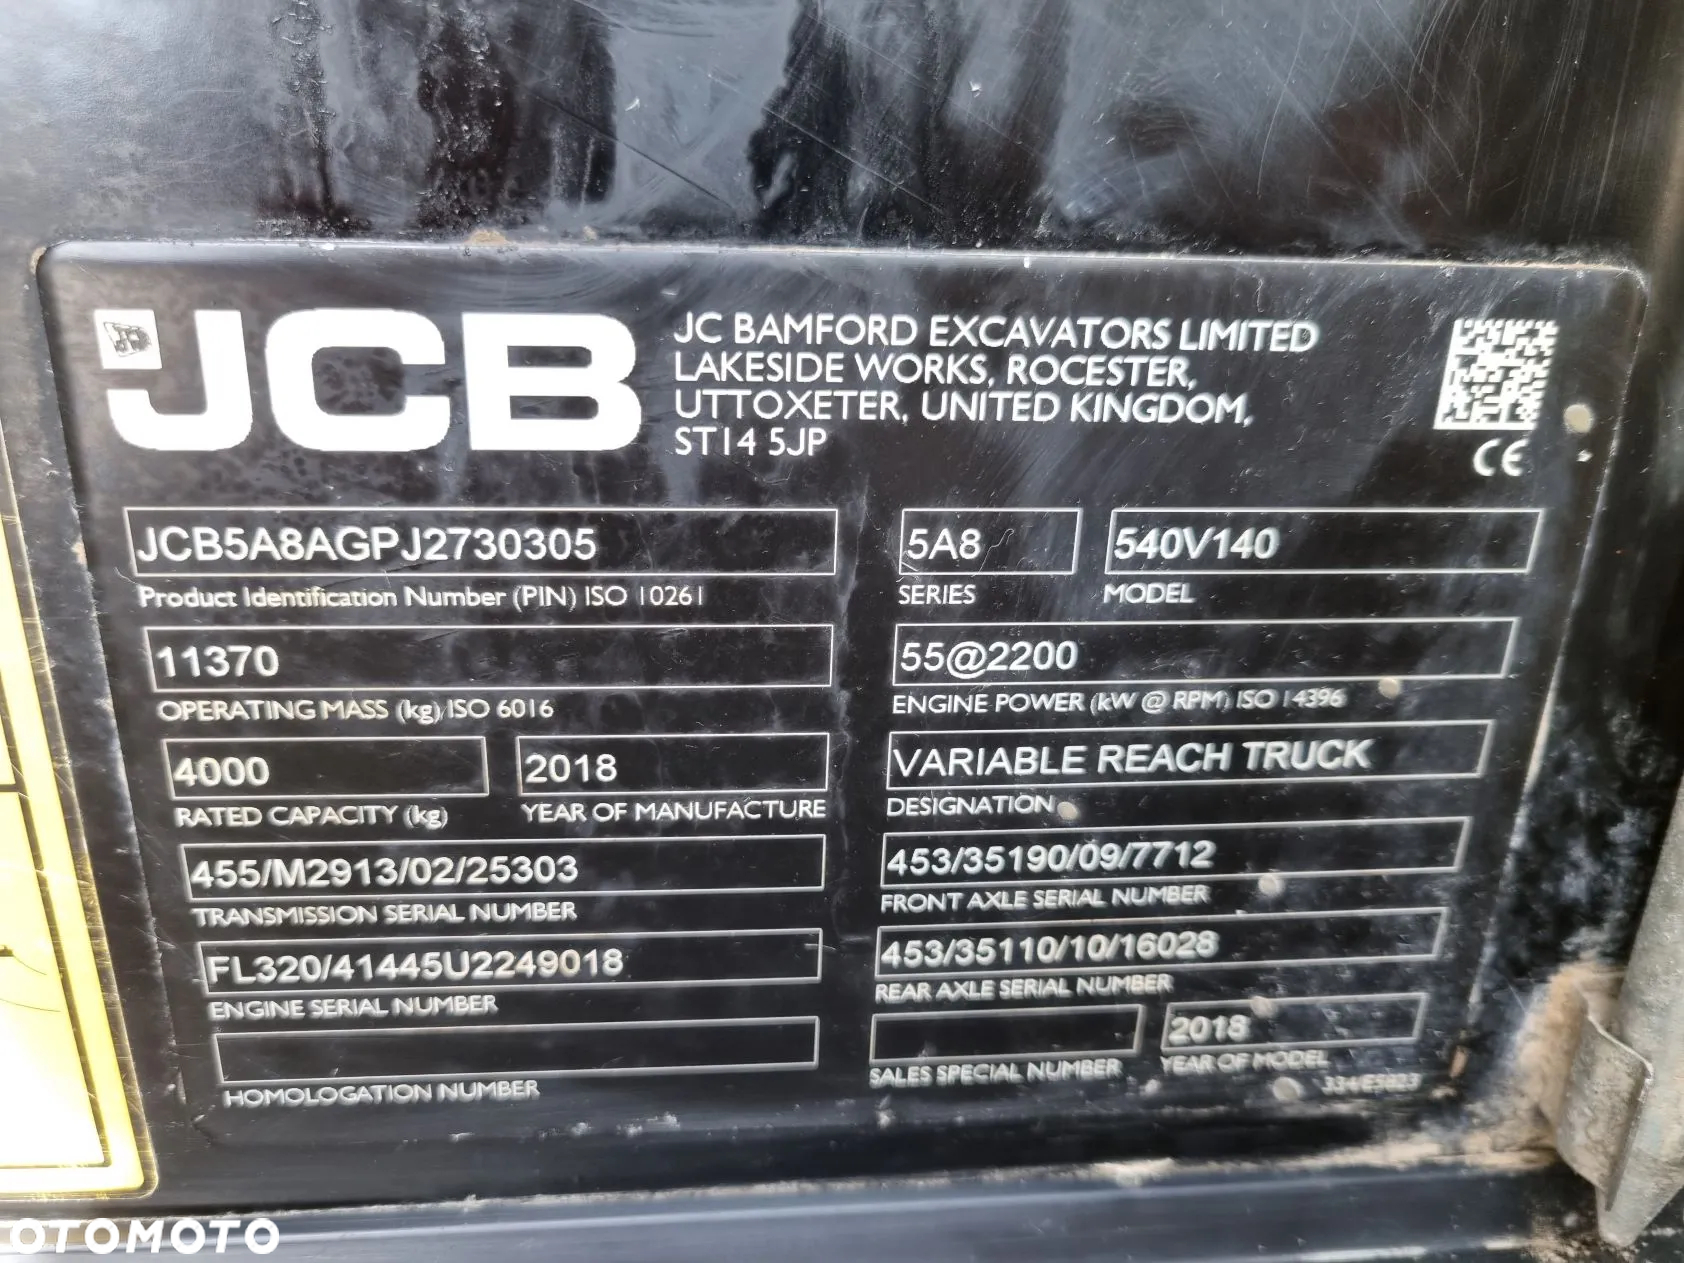 JCB
JC BAMFORD EXCAVATORS LIMITED
LAKESIDE WORKS, ROCESTER,
UTTOXETER, UNITED KINGDOM,
ST14 5JP
CE
JCB5A8AGPJ2730305
Product Identification Number (PIN) ISO 10261
5A8
SERIES
540V140
MODEL
11370
OPERATING MASS (kg) ISO 6016
55@2200
ENGINE POWER (kW @ RPM) ISO 14396
4000
RATED CAPACITY (kg)
2018
YEAR OF MANUFACTURE
VARIABLE REACH TRUCK
DESIGNATION
455/M2913/02/25303
TRANSMISSION SERIAL NUMBER
453/35190/09/7712
FRONT AXLE SERIAL NUMBER
FL320/41445U2249018
ENGINE SERIAL NUMBER
453/35110/10/16028
REAR AXLE SERIAL NUMBER
HOMOLOGATION NUMBER
SALES SPECIAL NUMBER
2018
YEAR OF MODEL
OTOMOTO